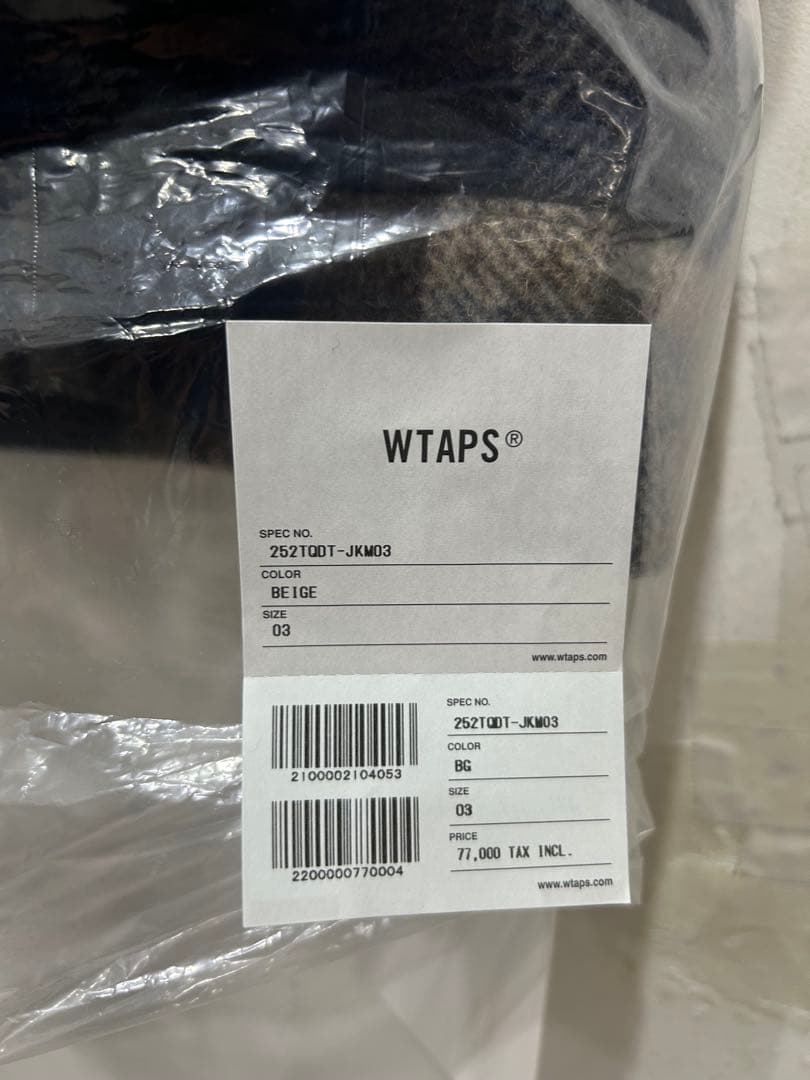 WTAPS®
SPEC NO.
252TQDT-JKM03
COLOR
BEIGE
SIZE
03
www.wtaps.com
2100002104053
2200000770004
SPEC NO.
252TQDT-JKM03
COLOR
BG
SIZE
03
PRICE
77,000 TAX INCL.
www.wtaps.com